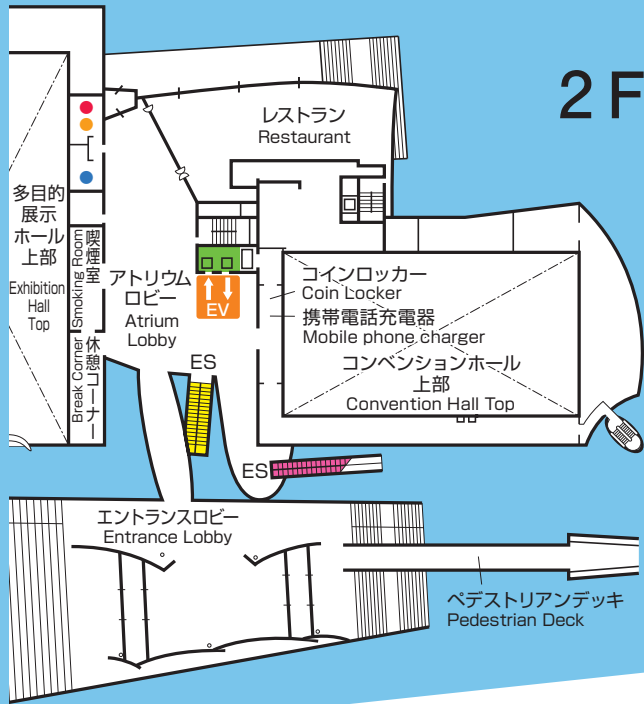 2F
レストラン
Restaurant
多目的
展示
ホール
上部
Exhibition
Hall
Top
喫煙室
Smoking Room
休憩コーナー
Break Corner
アトリウム
ロビー
Atrium
Lobby
EV
コインロッカー
Coin Locker
携帯電話充電器
Mobile phone charger
コンベンションホール
上部
Convention Hall Top
ES
ES
エントランスロビー
Entrance Lobby
ペデストリアンデッキ
Pedestrian Deck